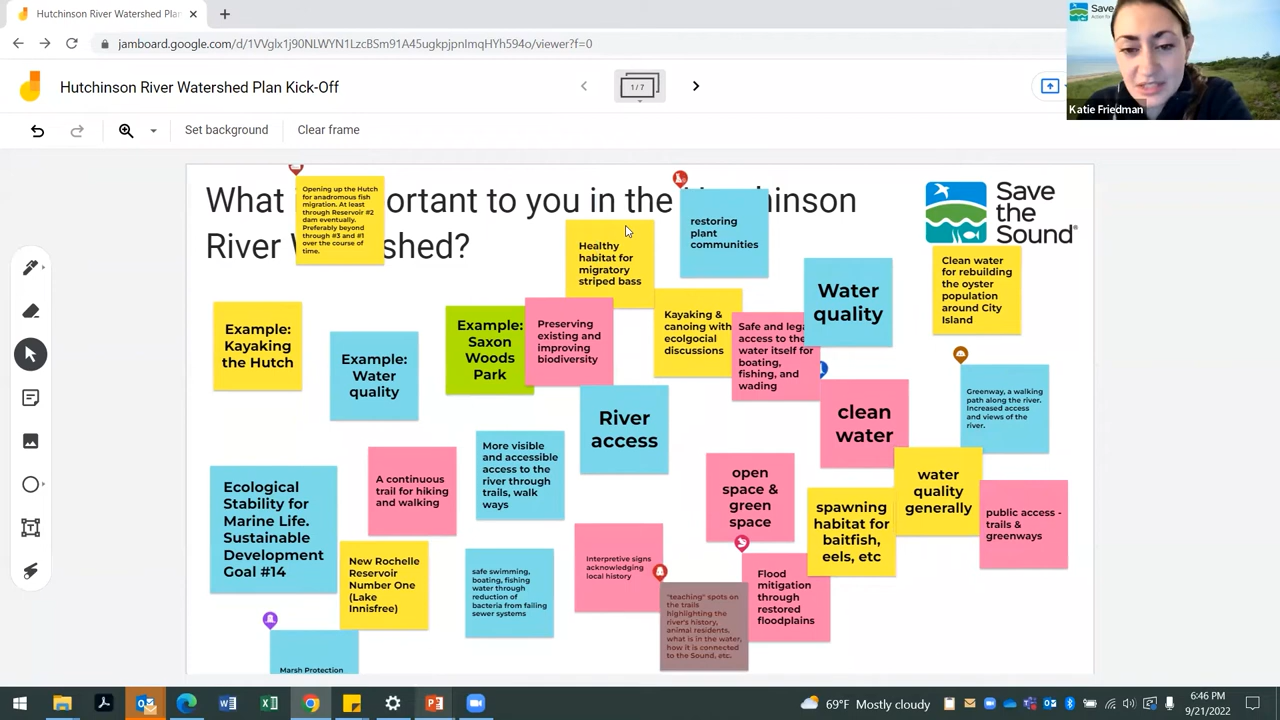 Hutchinson River Watershed Plan
jamboard.google.com/d/1VVglx1j90NLWYN1LzcBSm91A45ugkpjpnImqHYh594o/viewer?f=0
Save
Action for
Katie Friedman
Hutchinson River Watershed Plan Kick-Off
1/7
Set background
Clear frame
What
ortant to you in the
inson
River W
shed?
Save
the
Sound
Opening up the Hutch
for anadromous fish
migration. At least
through Reservoir #2
dam eventually.
Preferably beyond
through #3 and #1
over the course of
time.
Healthy
habitat for
migratory
striped bass
restoring
plant
communities
Water
quality
Clean water
for rebuilding
the oyster
population
around City
Island
Example:
Kayaking
the Hutch
Example:
Water
quality
Example:
Saxon
Woods
Park
Preserving
existing and
improving
biodiversity
Kayaking &
canoing with
ecolgocial
discussions
Safe and lega
access to the
water itself for
boating,
fishing, and
wading
River
access
clean
water
Greenway, a walking
path along the river.
Increased access
and views of the
river.
Ecological
Stability for
Marine Life.
Sustainable
Development
Goal #14
A continuous
trail for hiking
and walking
More visible
and accessible
access to the
river through
trails, walk
ways
open
space &
green
space
spawning
habitat for
baitfish,
eels, etc
water
quality
generally
public access -
trails &
greenways
New Rochelle
Reservoir
Number One
(Lake
Innisfree)
safe swimming,
boating, fishing
water through
reduction of
bacteria from failing
sewer systems
Interpretive signs
acknowledging
local history
"teaching" spots on
the trails
highlighting the
river's history,
animal residents,
what is in the water,
how it is connected
to the Sound, etc.
Flood
mitigation
through
restored
floodplains
Marsh Protection
69°F Mostly cloudy
6:46 PM
9/21/2022